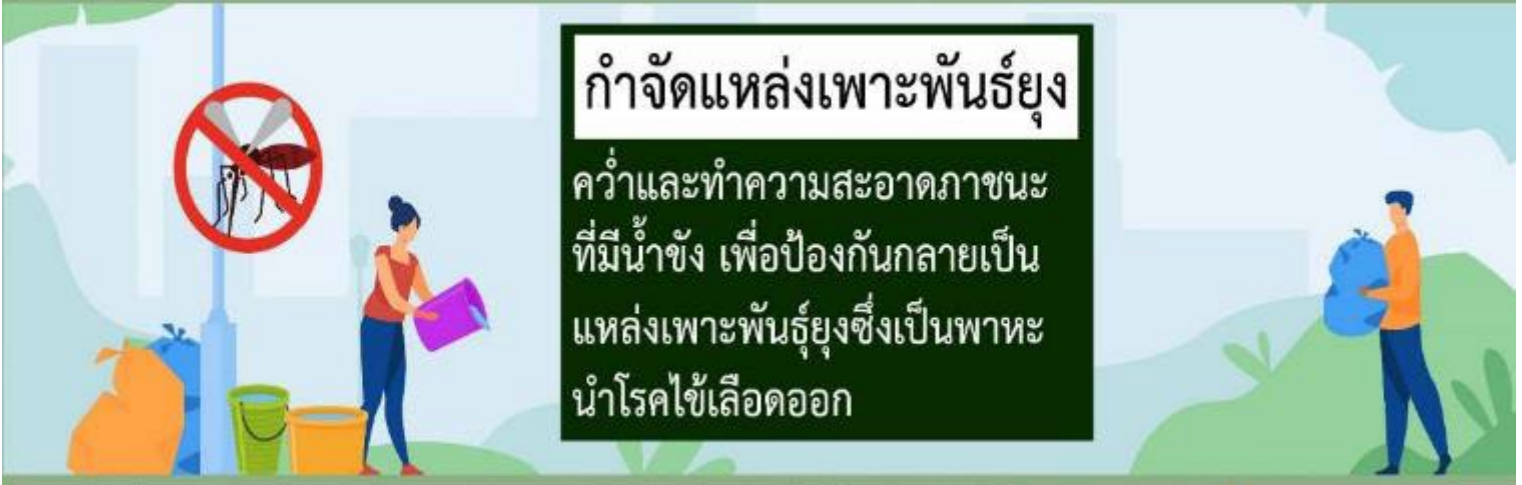 กำจัดแหล่งเพาะพันธ์ยุง
คว่ำและทำความสะอาดภาชนะ
ที่มีน้ำขัง เพื่อป้องกันกลายเป็น
แหล่งเพาะพันธุ์ยุงซึ่งเป็นพาหะ
นำโรคไข้เลือดออก